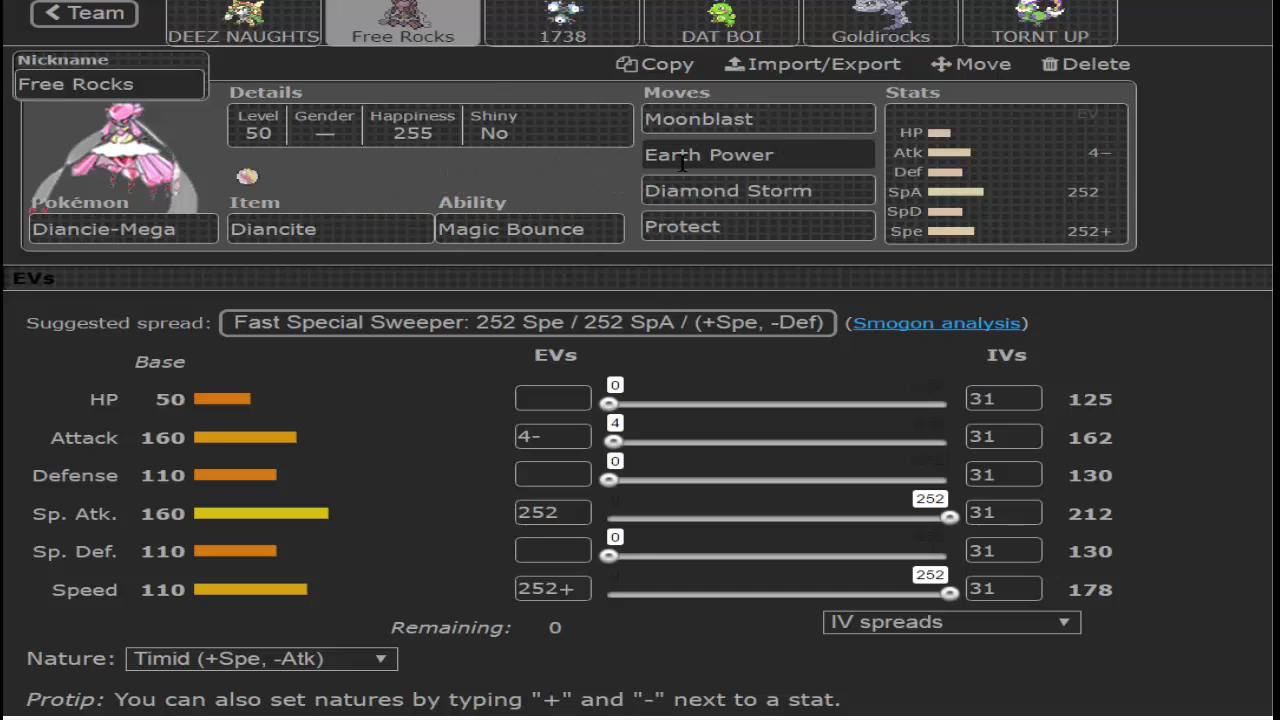 Team
DEEZ NAUGHTS Free Rocks 1738 DAT BOI Goldirocks TORNT UP
Nickname
Free Rocks
Copy Import/Export Move Delete
Details Moves Stats
Level Gender Happiness Shiny
50 — 255 No
Moonblast
Earth Power
Diamond Storm
Protect
EV
HP
Atk 4-
Def
SpA 252
SpD
Spe 252+
Pokémon Item Ability
Diancie-Mega Diancite Magic Bounce
EVs
Suggested spread: Fast Special Sweeper: 252 Spe / 252 SpA / (+Spe, -Def) (Smogon analysis)
Base EVs IVs
HP 50 0 31 125
Attack 160 4- 4 31 162
Defense 110 0 31 130
Sp. Atk. 160 252 252 31 212
Sp. Def. 110 0 31 130
Speed 110 252+ 252 31 178
Remaining: 0 IV spreads
Nature: Timid (+Spe, -Atk)
Protip: You can also set natures by typing "+" and "-" next to a stat.